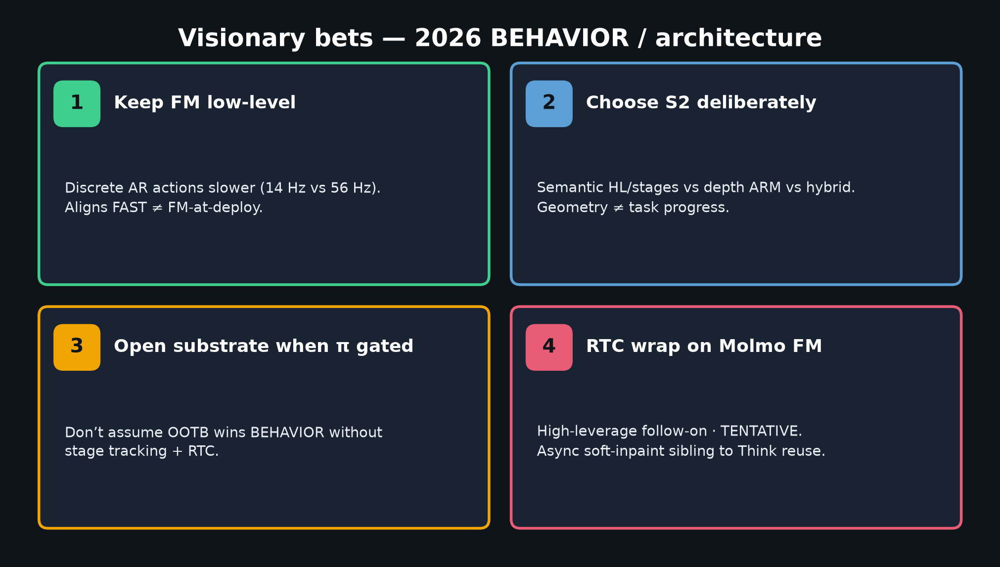 Visionary bets — 2026 BEHAVIOR / architecture
1
Keep FM low-level
Discrete AR actions slower (14 Hz vs 56 Hz).
Aligns FAST ≠ FM-at-deploy.
2
Choose S2 deliberately
Semantic HL/stages vs depth ARM vs hybrid.
Geometry ≠ task progress.
3
Open substrate when π gated
Don’t assume OOTB wins BEHAVIOR without
stage tracking + RTC.
4
RTC wrap on Molmo FM
High-leverage follow-on · TENTATIVE.
Async soft-inpaint sibling to Think reuse.